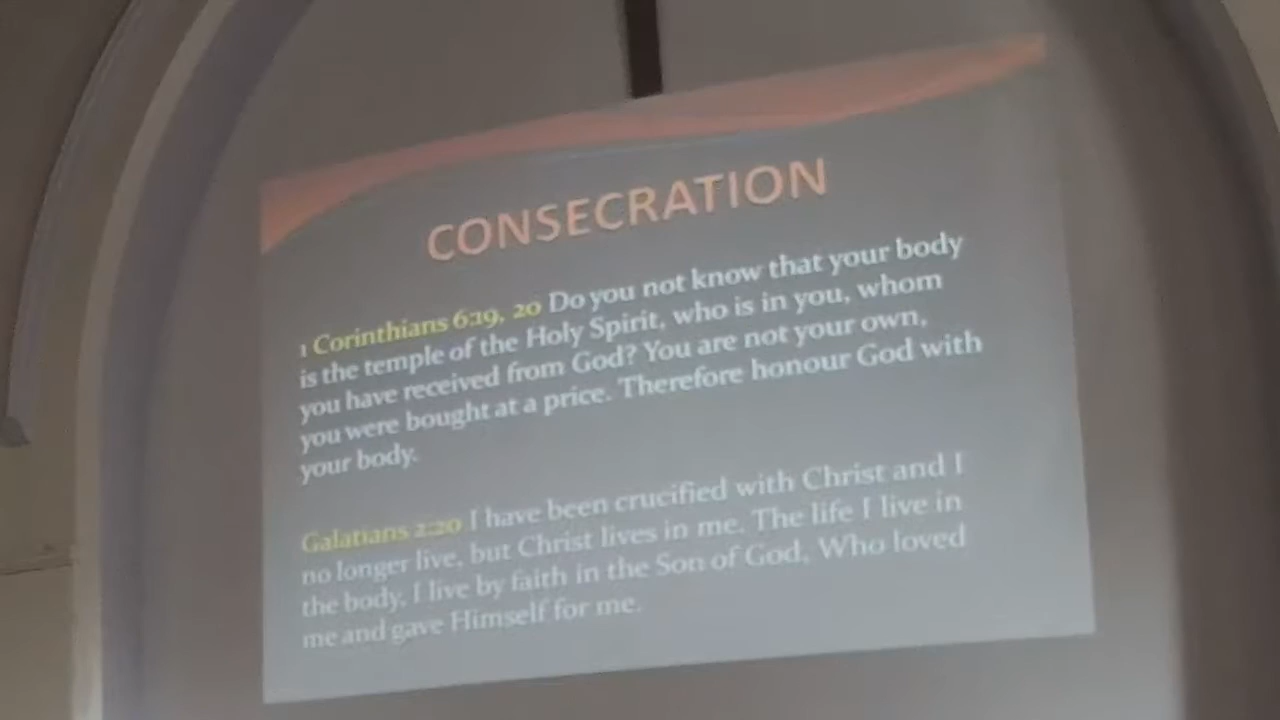 CONSECRATION
1 Corinthians 6:19, 20 Do you not know that your body
is the temple of the Holy Spirit, who is in you, whom
you have received from God? You are not your own,
you were bought at a price. Therefore honour God with
your body.
Galatians 2:20 I have been crucified with Christ and I
no longer live, but Christ lives in me. The life I live in
the body, I live by faith in the Son of God, Who loved
me and gave Himself for me.